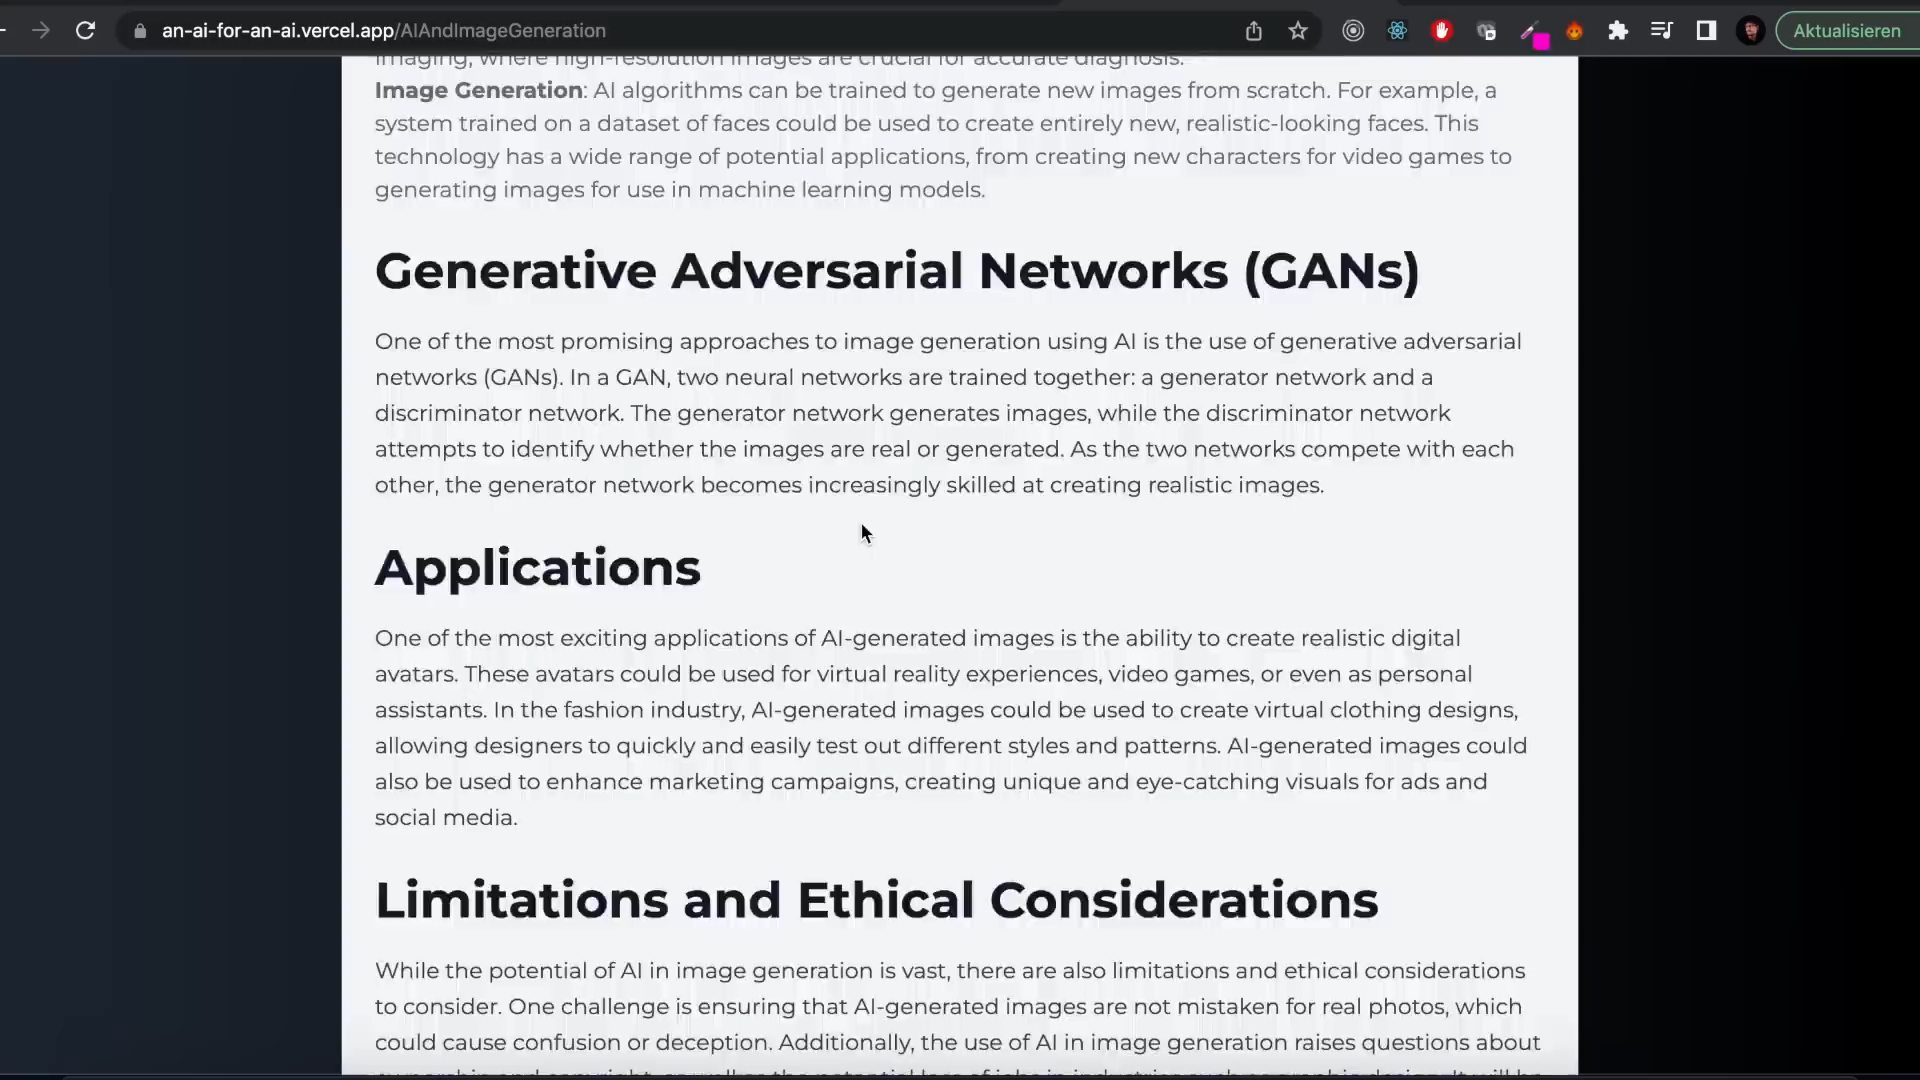 an-ai-for-an-ai.vercel.app/AIAndImageGeneration
Aktualisieren
imaging, where high-resolution images are crucial for accurate diagnosis.
Image Generation: AI algorithms can be trained to generate new images from scratch. For example, a
system trained on a dataset of faces could be used to create entirely new, realistic-looking faces. This
technology has a wide range of potential applications, from creating new characters for video games to
generating images for use in machine learning models.
Generative Adversarial Networks (GANs)
One of the most promising approaches to image generation using AI is the use of generative adversarial
networks (GANs). In a GAN, two neural networks are trained together: a generator network and a
discriminator network. The generator network generates images, while the discriminator network
attempts to identify whether the images are real or generated. As the two networks compete with each
other, the generator network becomes increasingly skilled at creating realistic images.
Applications
One of the most exciting applications of AI-generated images is the ability to create realistic digital
avatars. These avatars could be used for virtual reality experiences, video games, or even as personal
assistants. In the fashion industry, AI-generated images could be used to create virtual clothing designs,
allowing designers to quickly and easily test out different styles and patterns. AI-generated images could
also be used to enhance marketing campaigns, creating unique and eye-catching visuals for ads and
social media.
Limitations and Ethical Considerations
While the potential of AI in image generation is vast, there are also limitations and ethical considerations
to consider. One challenge is ensuring that AI-generated images are not mistaken for real photos, which
could cause confusion or deception. Additionally, the use of AI in image generation raises questions about